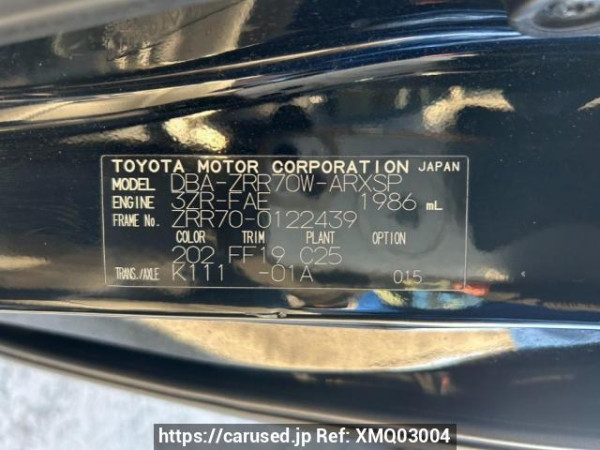 TOYOTA MOTOR CORPORATION JAPAN
MODEL DBA-ZRR70W-ARXSP
ENGINE 3ZR-FAE 1986 mL
FRAME No. ZRR70-0122439
COLOR TRIM PLANT OPTION
202 FF19 C25
TRANS./AXLE K111 -01A 015
https://carused.jp Ref: XMQ03004